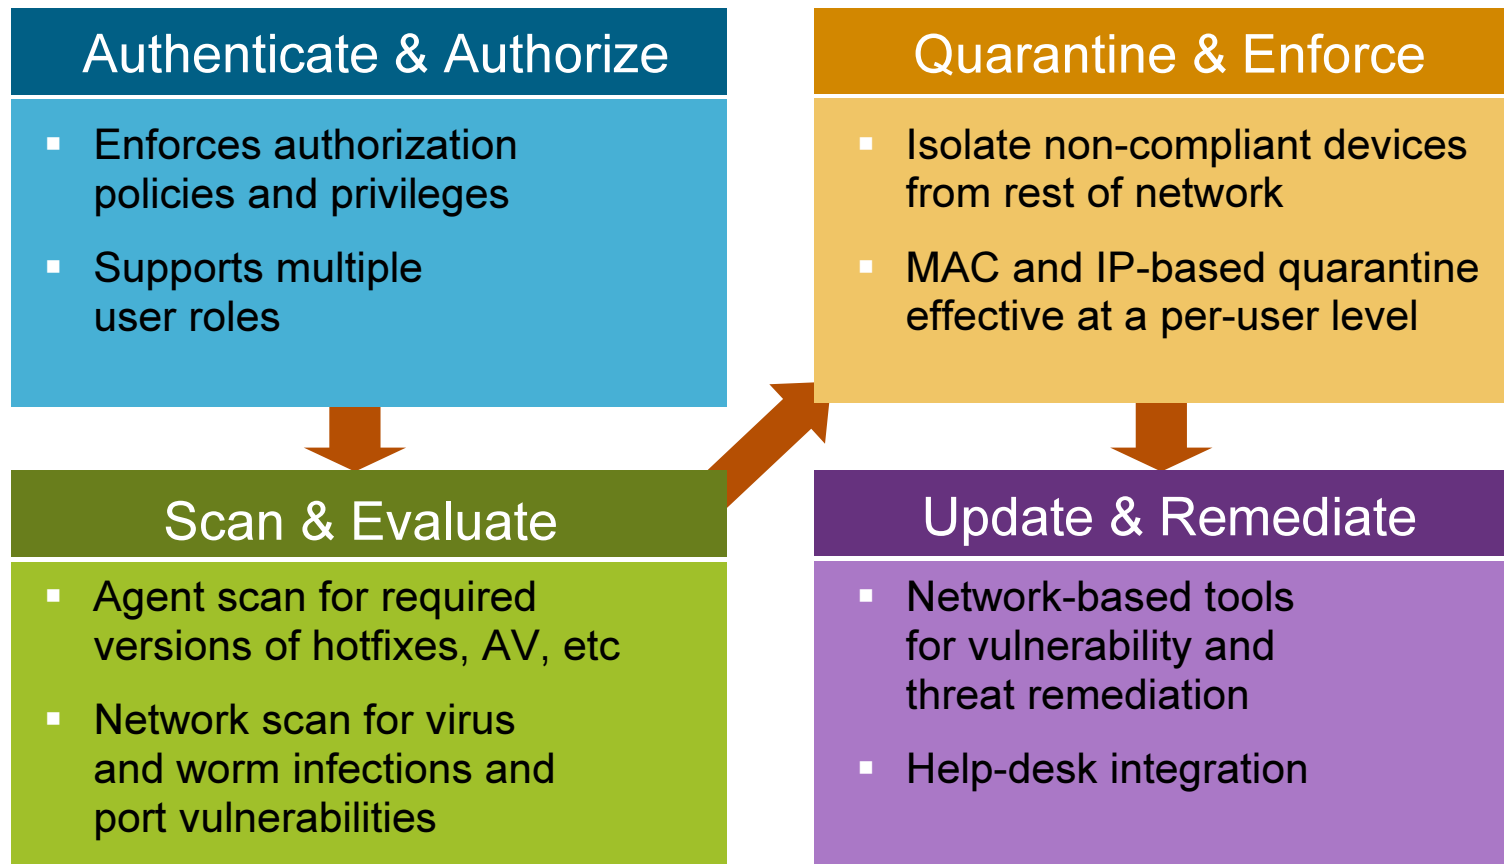 Authenticate & Authorize
▪ Enforces authorization
policies and privileges
▪ Supports multiple
user roles
Scan & Evaluate
▪ Agent scan for required
versions of hotfixes, AV, etc
▪ Network scan for virus
and worm infections and
port vulnerabilities
Quarantine & Enforce
▪ Isolate non-compliant devices
from rest of network
▪ MAC and IP-based quarantine
effective at a per-user level
Update & Remediate
▪ Network-based tools
for vulnerability and
threat remediation
▪ Help-desk integration